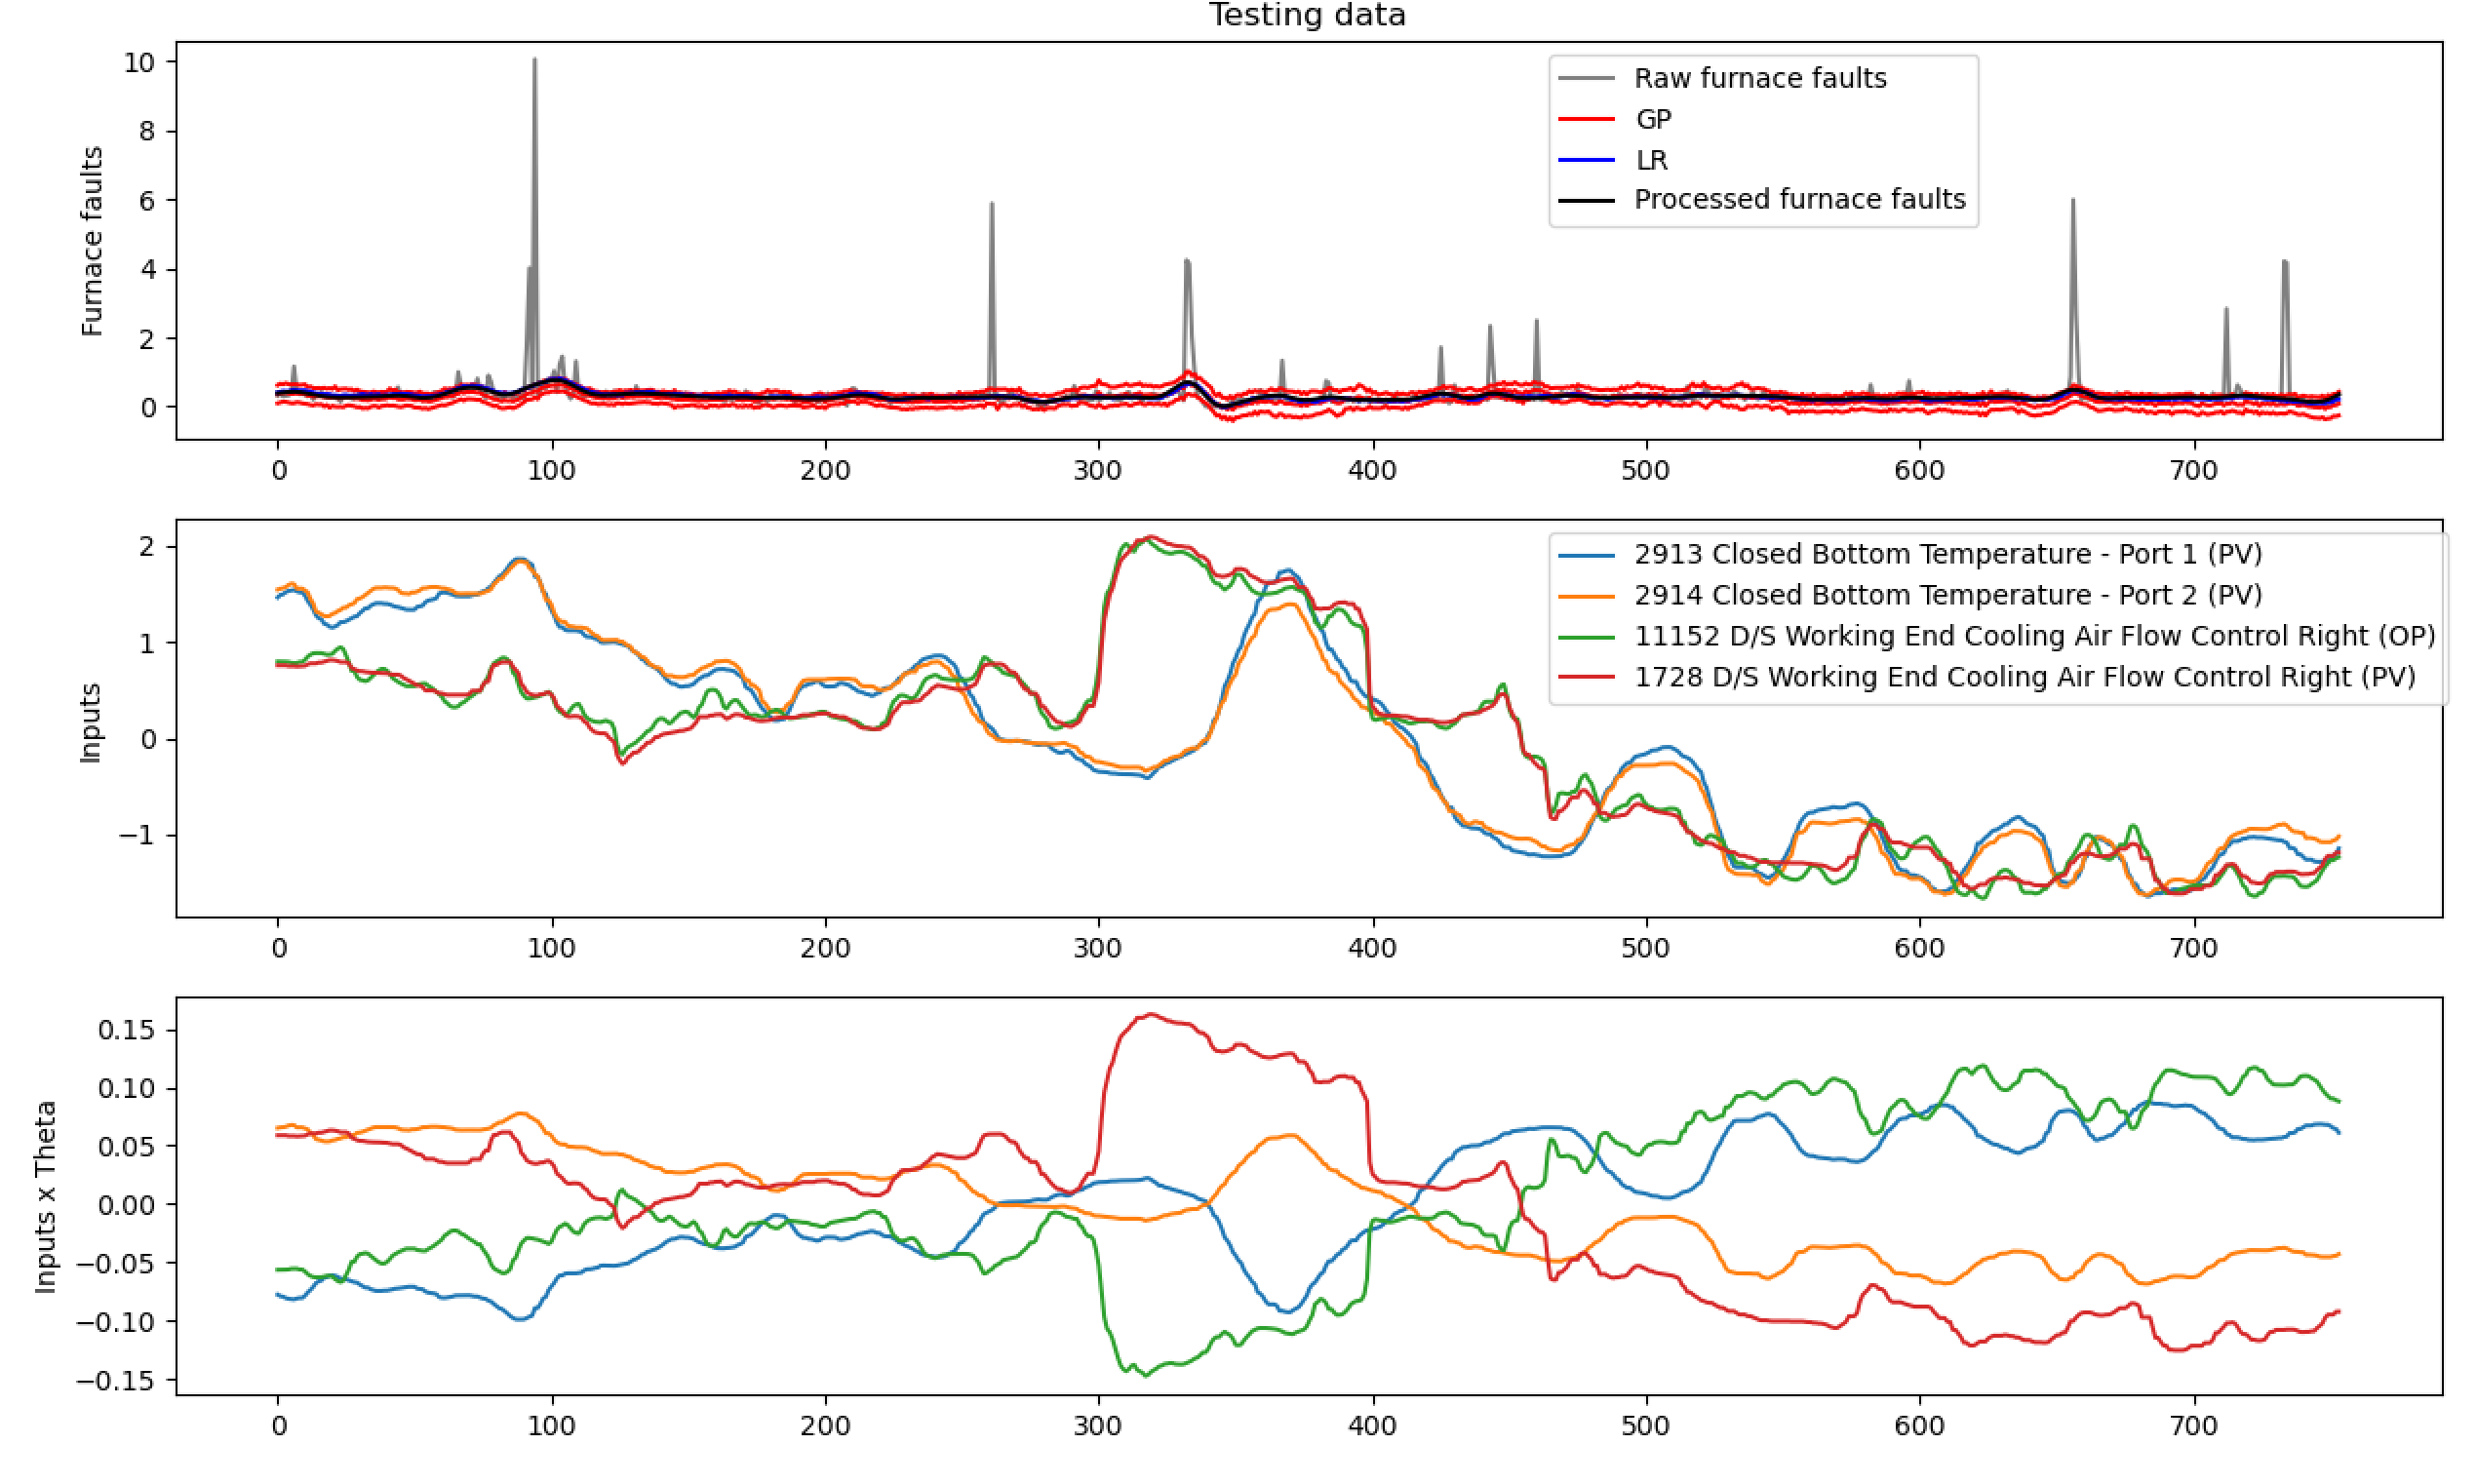 Testing data
Furnace faults
10
8
6
4
2
0
Raw furnace faults
GP
LR
Processed furnace faults
0 100 200 300 400 500 600 700
Inputs
2
1
0
−1
2913 Closed Bottom Temperature - Port 1 (PV)
2914 Closed Bottom Temperature - Port 2 (PV)
11152 D/S Working End Cooling Air Flow Control Right (OP)
1728 D/S Working End Cooling Air Flow Control Right (PV)
0 100 200 300 400 500 600 700
Inputs x Theta
0.15
0.10
0.05
0.00
−0.05
−0.10
−0.15
0 100 200 300 400 500 600 700